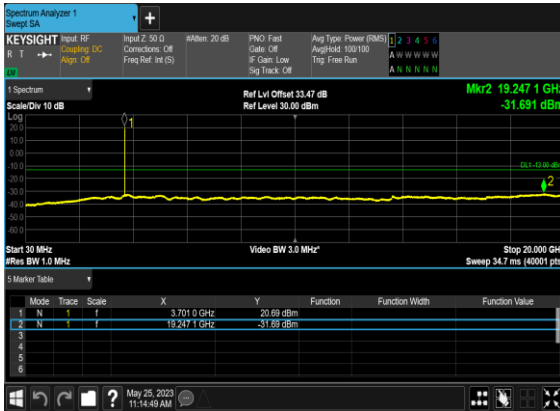 Spectrum Analyzer 1
Swept SA
+
KEYSIGHT Input: RF Input Z: 50 Ω #Atten: 20 dB PNO: Fast Avg Type: Power (RMS) 1 2 3 4 5 6
R T Coupling: DC Corrections: Off Gate: Off Avg|Hold: 100/100 A W W W W W
Align: Off Freq Ref: Int (S) IF Gain: Low Trig: Free Run
Sig Track: Off A N N N N N
1 Spectrum Ref Lvl Offset 33.47 dB Mkr2 19.247 1 GHz
Scale/Div 10 dB Ref Level 30.00 dBm -31.691 dBm
Log
1
20.0
10.0
0.00
-10.0
DL1 -13.00 dBm
-20.0
2
-30.0
-40.0
-50.0
-60.0
Start 30 MHz Video BW 3.0 MHz* Stop 20.000 GHz
#Res BW 1.0 MHz Sweep 34.7 ms (40001 pts)
5 Marker Table
Mode Trace Scale X Y Function Function Width Function Value
1 N 1 f 3.701 0 GHz 20.69 dBm
2 N 1 f 19.247 1 GHz -31.69 dBm
3
4
5
6
? May 25, 2023
11:14:49 AM